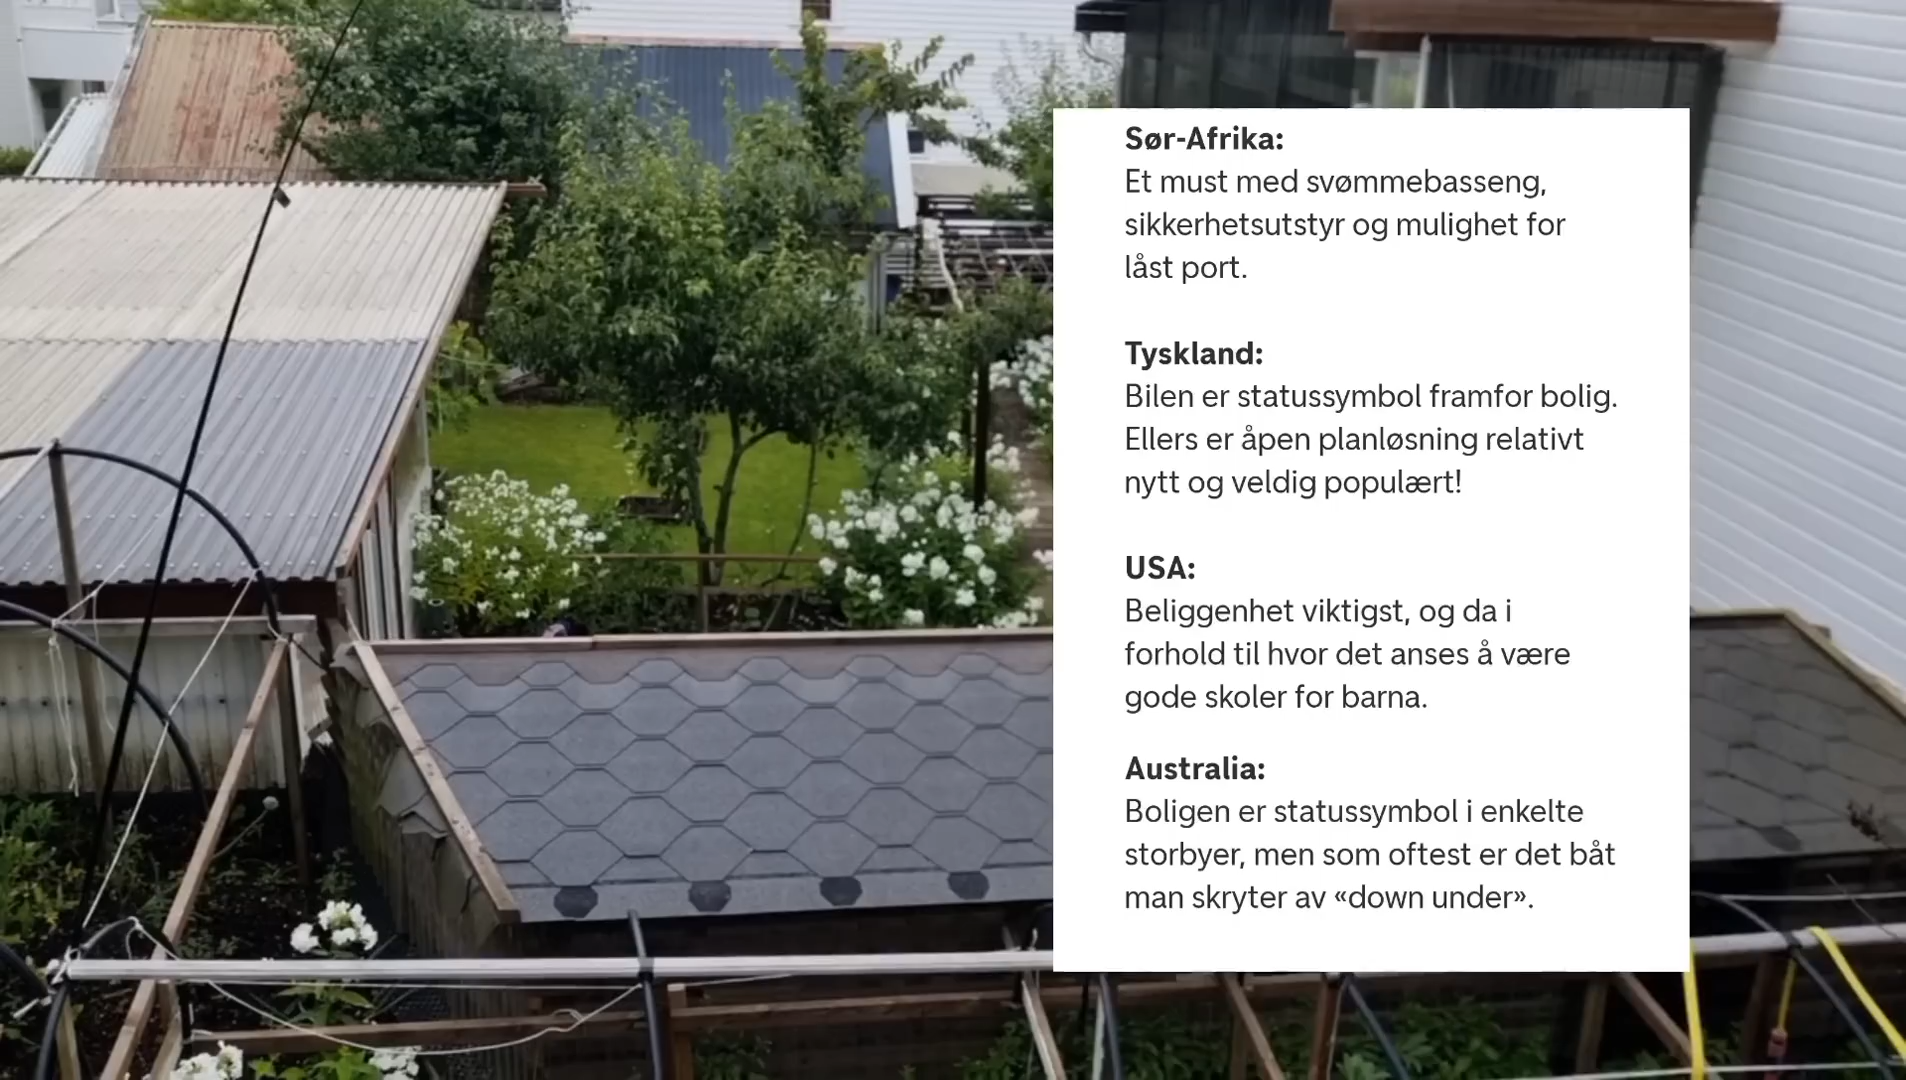 Sør-Afrika:
Et must med svømmebasseng,
sikkerhetsutstyr og mulighet for
låst port.
Tyskland:
Bilen er statussymbol framfor bolig.
Ellers er åpen planløsning relativt
nytt og veldig populært!
USA:
Beliggenhet viktigst, og da i
forhold til hvor det anses å være
gode skoler for barna.
Australia:
Boligen er statussymbol i enkelte
storbyer, men som oftest er det båt
man skryter av «down under».